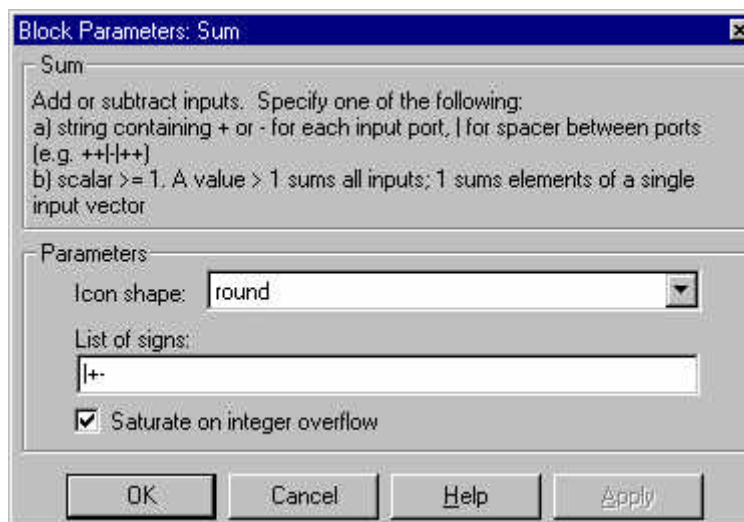 Block Parameters: Sum
Sum
Add or subtract inputs. Specify one of the following:
a) string containing + or - for each input port, | for spacer between ports
(e.g. ++|-|++)
b) scalar >= 1. A value > 1 sums all inputs; 1 sums elements of a single
input vector
Parameters
Icon shape: round
List of signs:
|+-
Saturate on integer overflow
OK Cancel Help Apply